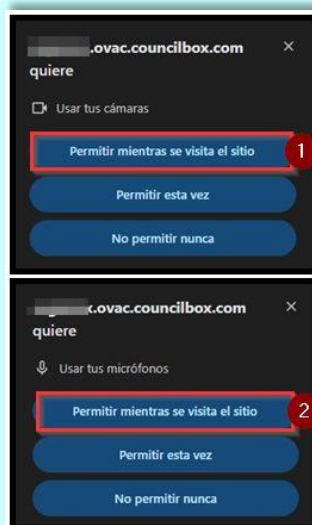 .ovac.councilbox.com
quiere
Usar tus cámaras
Permitir mientras se visita el sitio
1
Permitir esta vez
No permitir nunca
.ovac.councilbox.com
quiere
Usar tus micrófonos
Permitir mientras se visita el sitio
2
Permitir esta vez
No permitir nunca